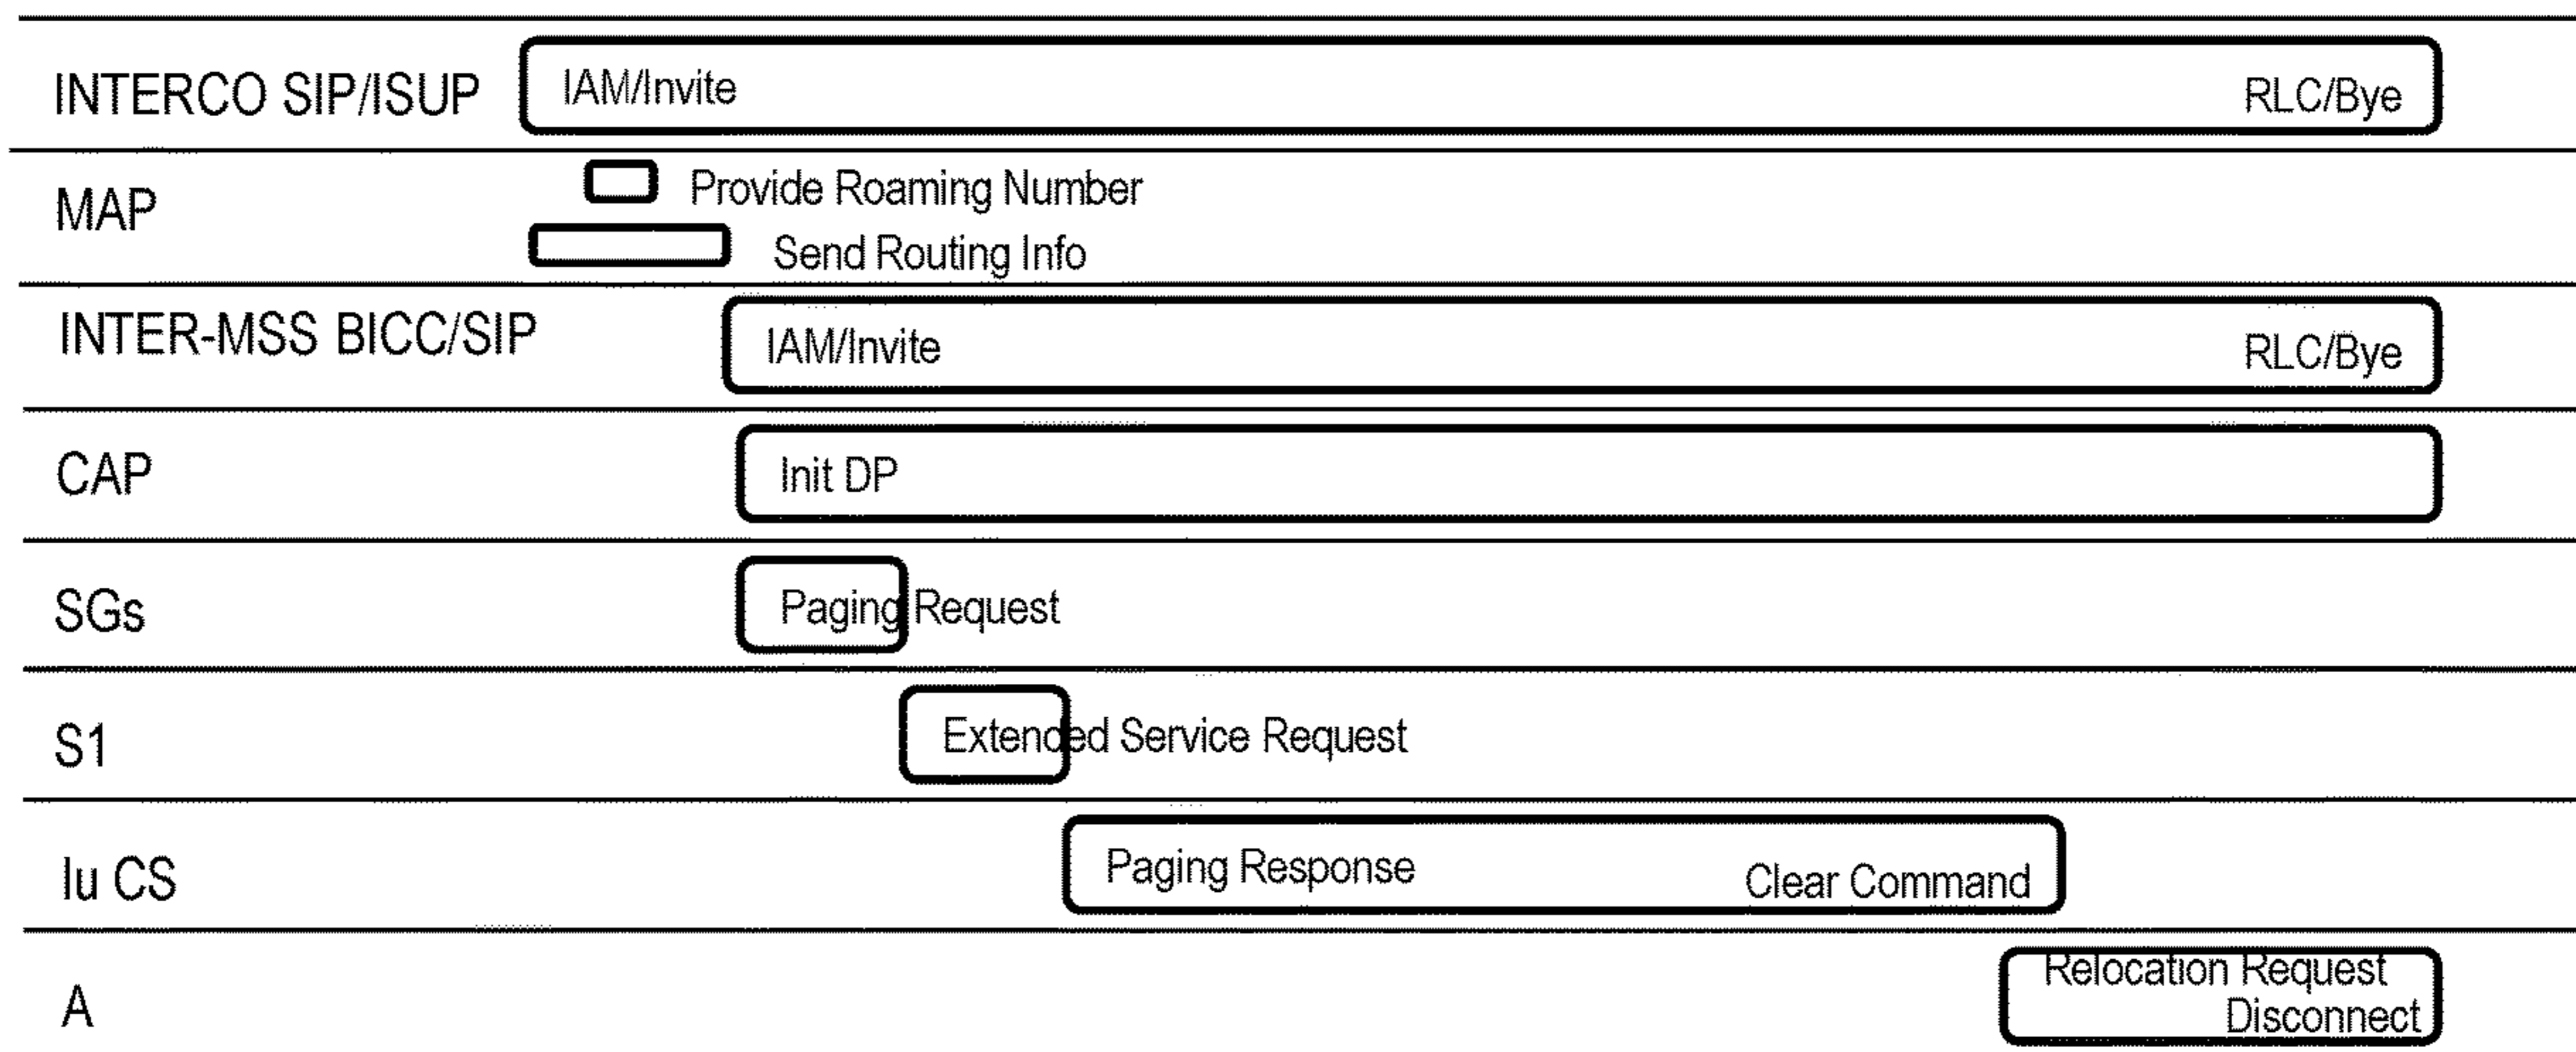 INTERCO SIP/ISUP IAM/Invite RLC/Bye
MAP
Provide Roaming Number
Send Routing Info
INTER-MSS BICC/SIP IAM/Invite RLC/Bye
CAP Init DP
SGs Paging Request
S1 Extended Service Request
Iu CS Paging Response Clear Command
A
Relocation Request
Disconnect